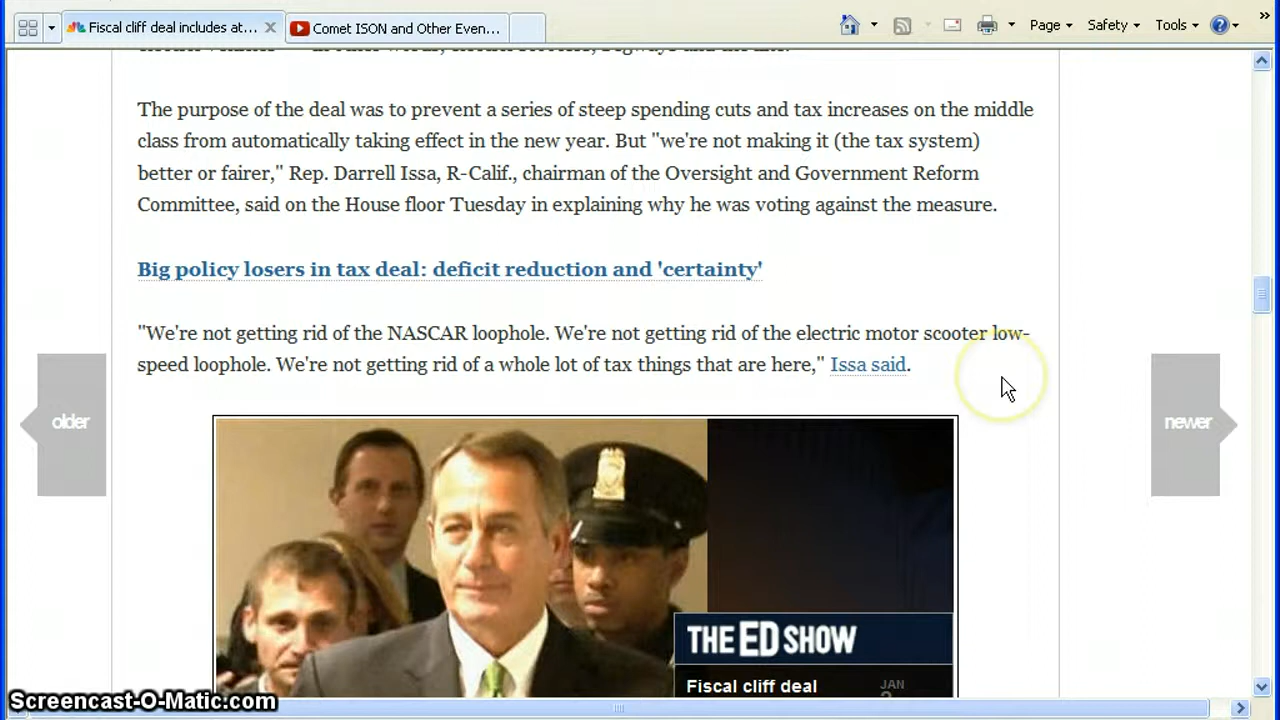 Fiscal cliff deal includes at...
Comet ISON and Other Even...
Page
Safety
Tools
The purpose of the deal was to prevent a series of steep spending cuts and tax increases on the middle
class from automatically taking effect in the new year. But "we're not making it (the tax system)
better or fairer," Rep. Darrell Issa, R-Calif., chairman of the Oversight and Government Reform
Committee, said on the House floor Tuesday in explaining why he was voting against the measure.
Big policy losers in tax deal: deficit reduction and 'certainty'
"We're not getting rid of the NASCAR loophole. We're not getting rid of the electric motor scooter low-
speed loophole. We're not getting rid of a whole lot of tax things that are here," Issa said.
older
newer
THE ED SHOW
Fiscal cliff deal
JAN
Screencast-O-Matic.com